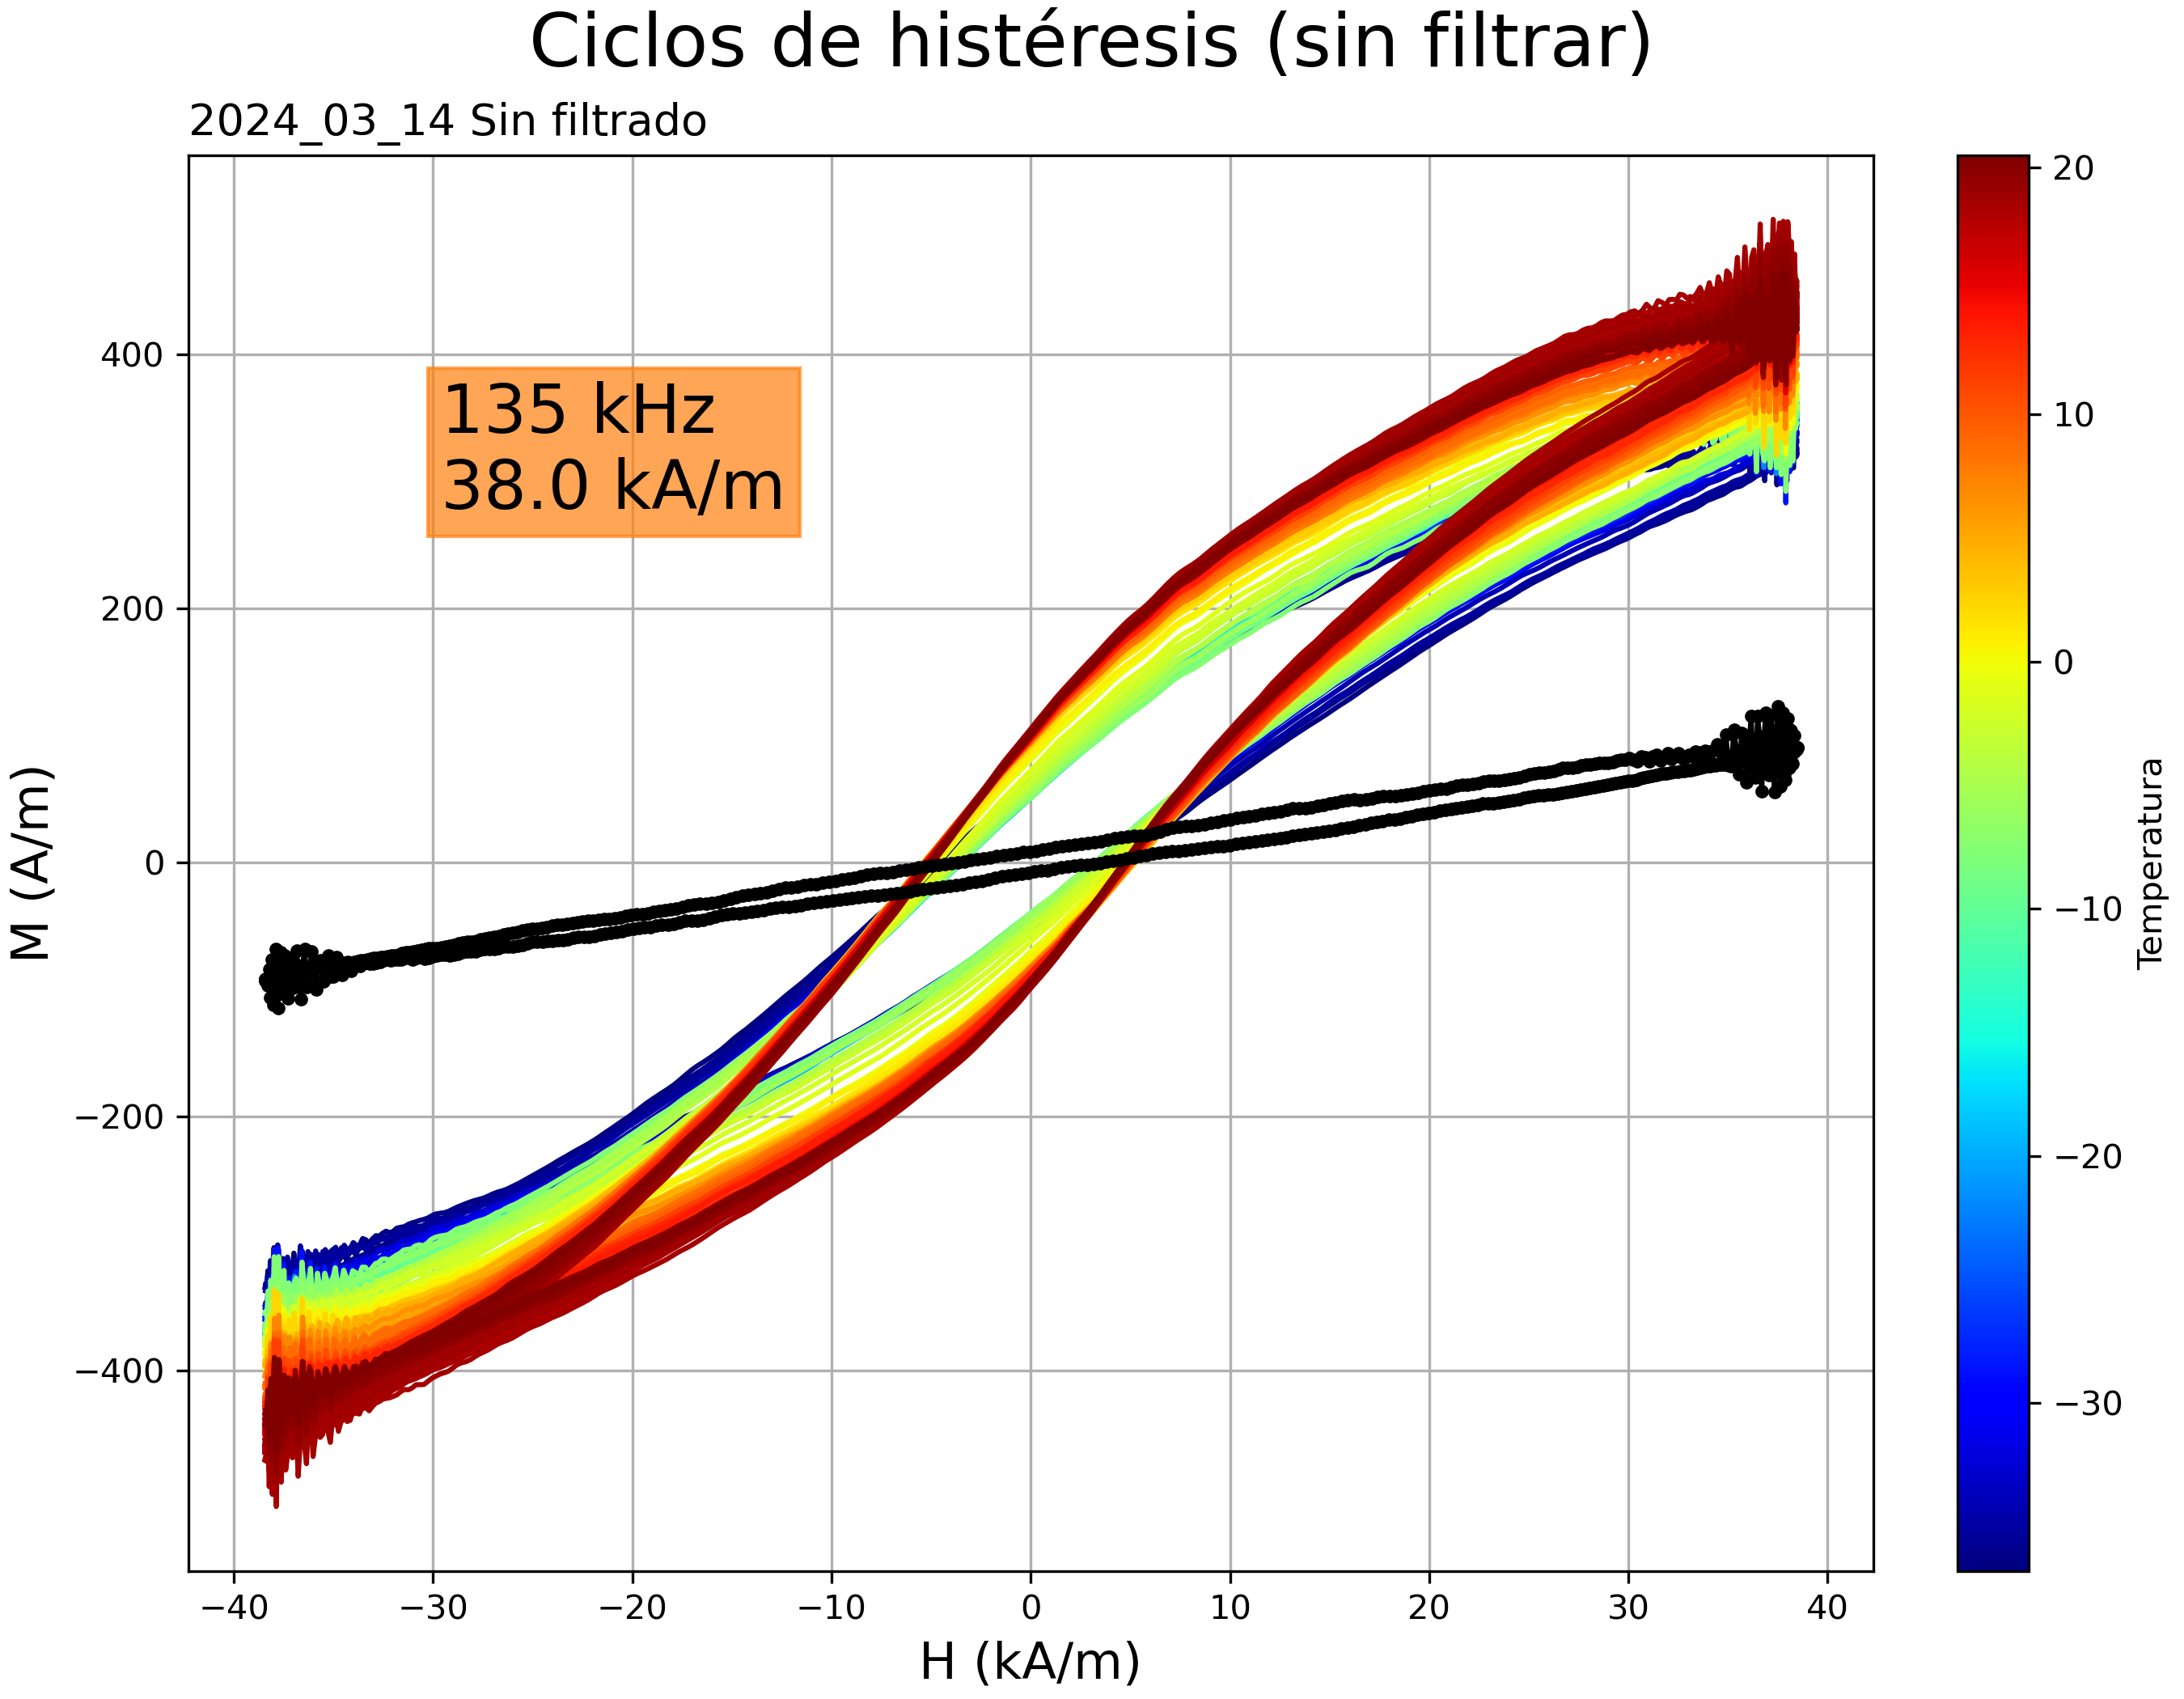 Ciclos de histéresis (sin filtrar)
2024_03_14 Sin filtrado
135 kHz
38.0 kA/m
M (A/m)
400
200
0
−200
−400
−40
−30
−20
−10
0
10
20
30
40
H (kA/m)
20
10
0
−10
−20
−30
Temperatura